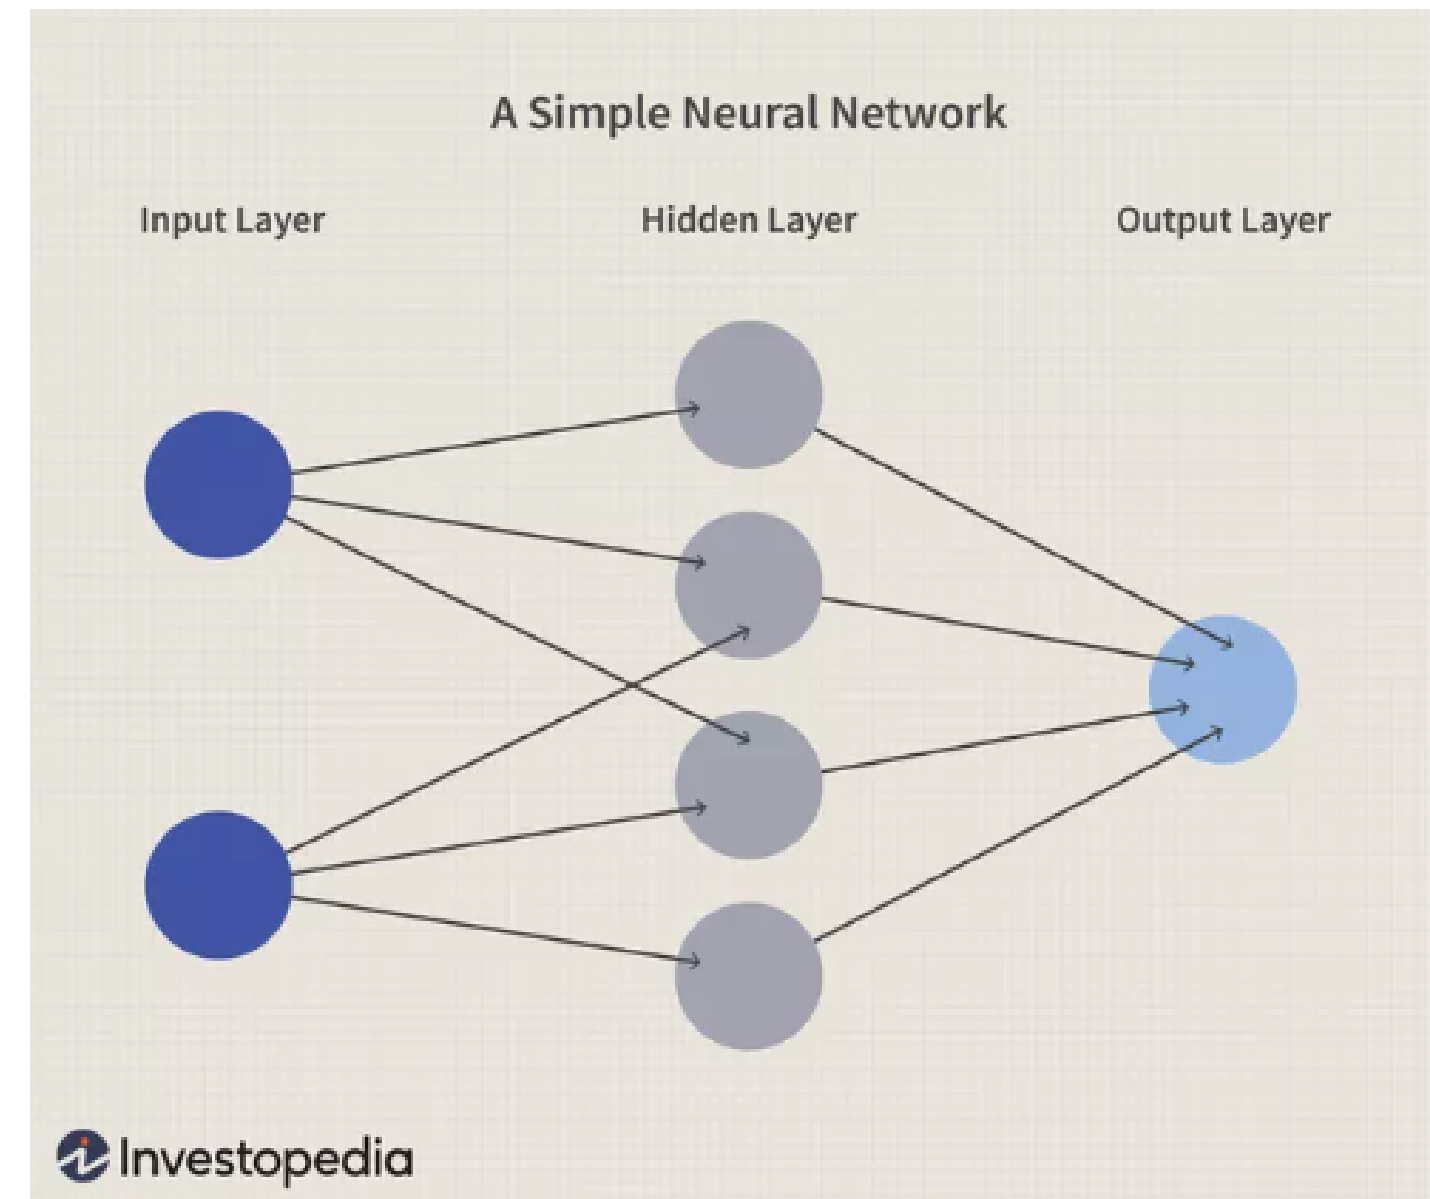 A Simple Neural Network
Input Layer Hidden Layer Output Layer
Investopedia